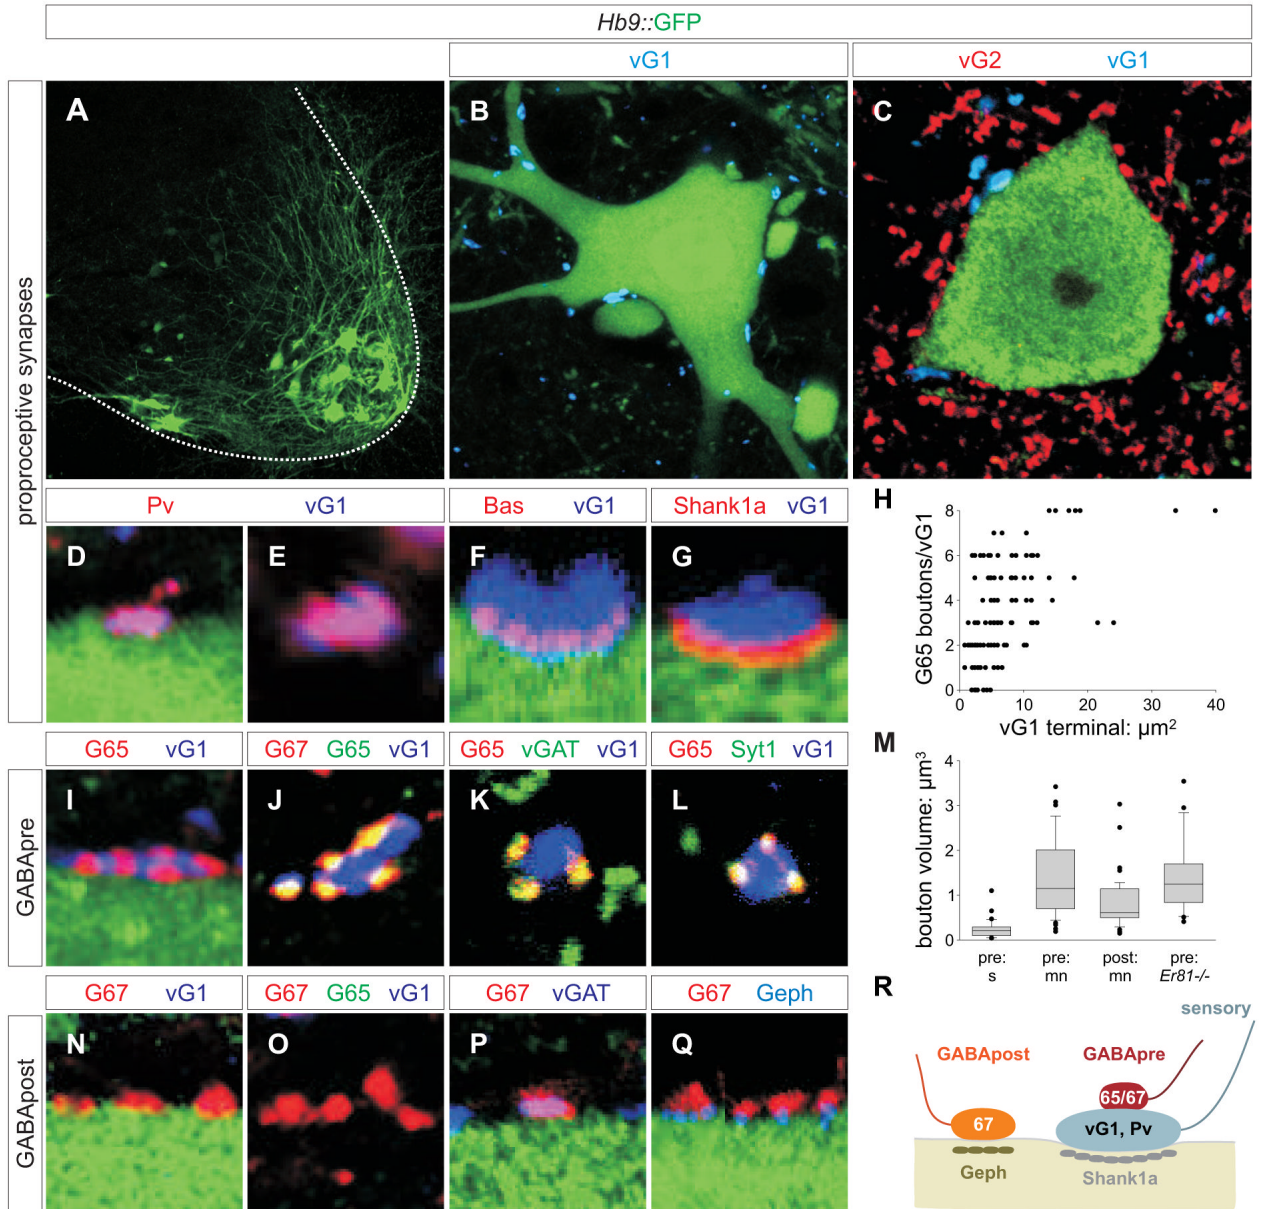 Hb9::GFP
vG1
vG2 vG1
proproceptive synapses
A
B
C
Pv vG1
Bas vG1
Shank1a vG1
D
E
F
G
H
G65 boutons/vG1
8
6
4
2
0
0 10 20 30 40
vG1 terminal: µm²
GABApre
G65 vG1
G67 G65 vG1
G65 vGAT vG1
G65 Syt1 vG1
I
J
K
L
M
bouton volume: µm³
4
3
2
1
0
pre: s
pre: mn
post: mn
pre: Er81-/-
GABApost
G67 vG1
G67 G65 vG1
G67 vGAT
G67 Geph
N
O
P
Q
R
sensory
GABApost GABApre
65/67
67
vG1, Pv
Geph
Shank1a